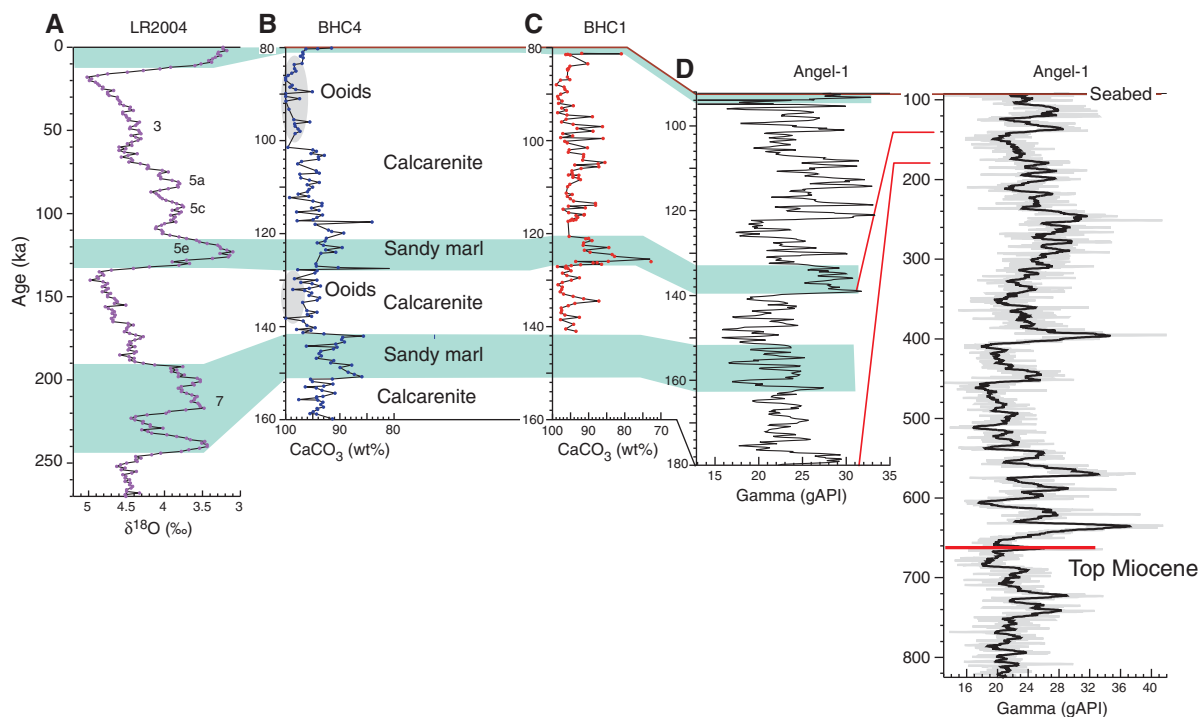 A
LR2004
B
BHC4
C
BHC1
D
Angel-1
Angel-1
0
50
100
150
200
250
Age (ka)
3
5a
5c
5e
7
5
4.5
4
3.5
3
δ18O (‰)
80
100
120
140
160
Ooids
Calcarenite
Sandy marl
Ooids
Calcarenite
Sandy marl
Calcarenite
100
90
80
CaCO3 (wt%)
80
100
120
140
160
100
90
80
70
CaCO3 (wt%)
100
120
140
160
180
15
20
25
30
35
Gamma (gAPI)
Seabed
100
200
300
400
500
600
700
800
Top Miocene
16
20
24
28
32
36
40
Gamma (gAPI)